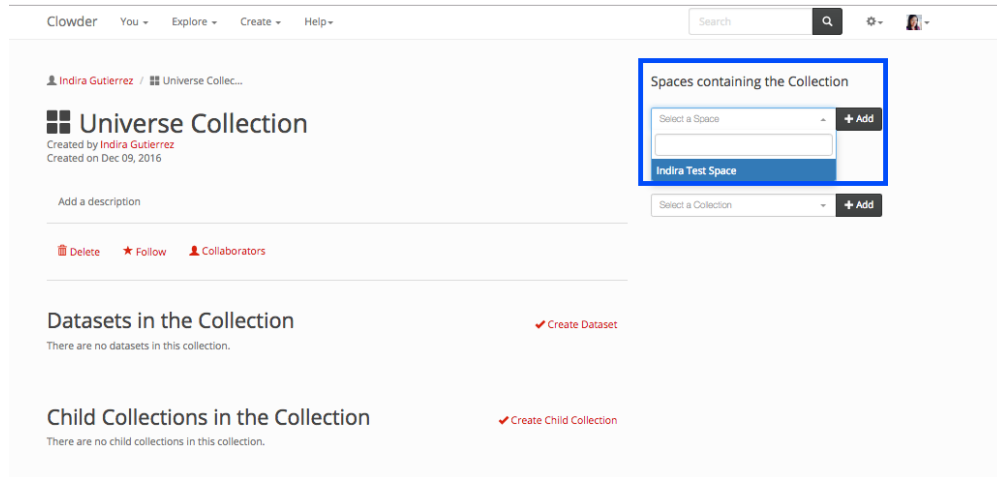 Clowder You Explore Create Help Search
Indira Gutierrez / Universe Collec...
Universe Collection
Created by Indira Gutierrez
Created on Dec 09, 2016
Add a description
Delete Follow Collaborators
Datasets in the Collection
Create Dataset
There are no datasets in this collection.
Child Collections in the Collection
Create Child Collection
There are no child collections in this collection.
Spaces containing the Collection
Select a Space + Add
Indira Test Space
Select a Collection + Add